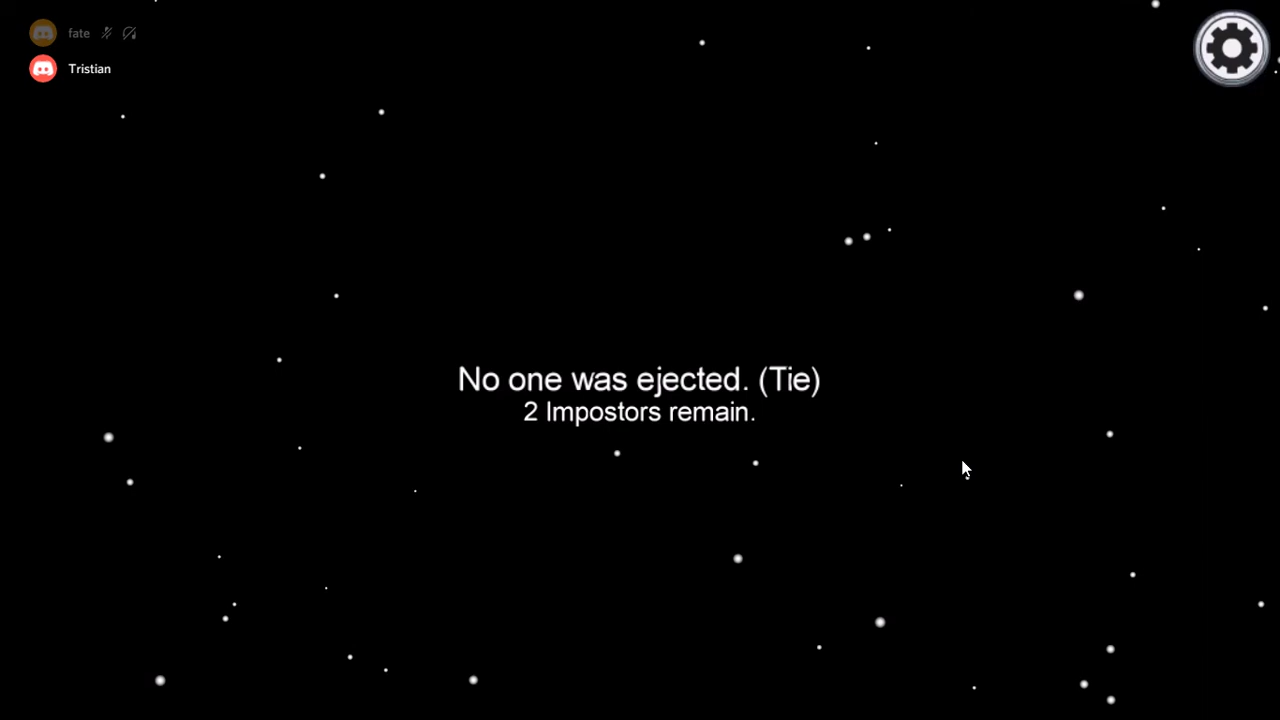 fate
Tristian
No one was ejected. (Tie)
2 Impostors remain.